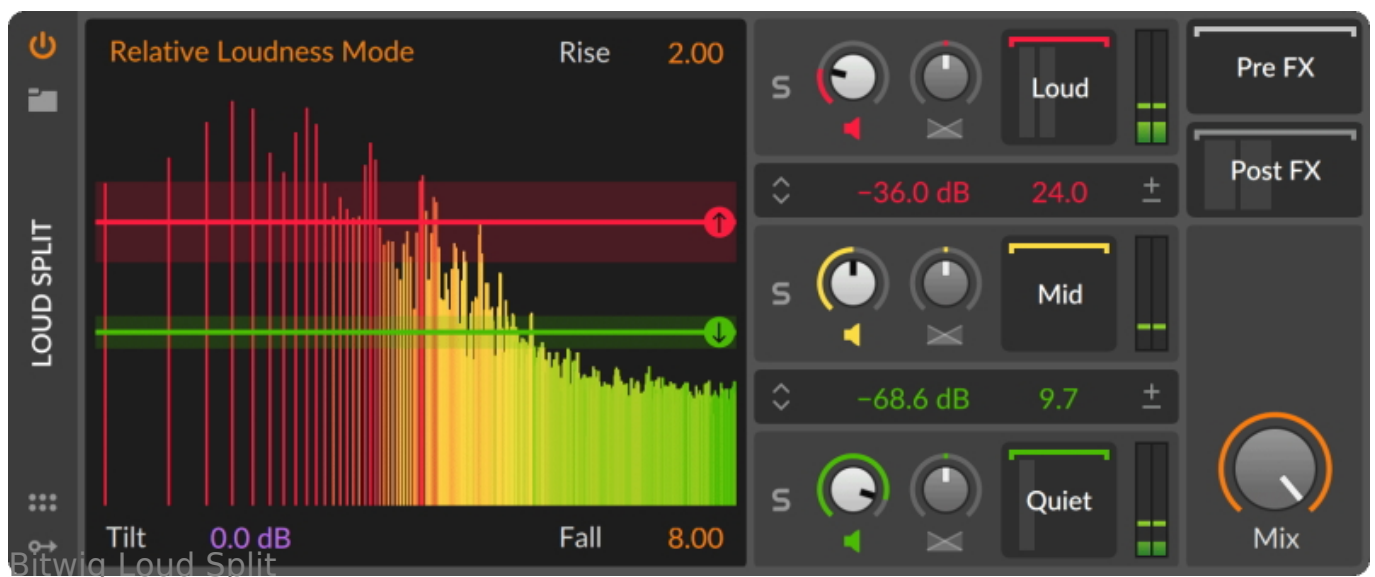 Relative Loudness Mode
Rise 2.00
LOUD SPLIT
Tilt 0.0 dB
Fall 8.00
S
Loud
−36.0 dB 24.0 ±
S
Mid
−68.6 dB 9.7 ±
S
Quiet
Pre FX
Post FX
Mix
Bitwig Loud Split